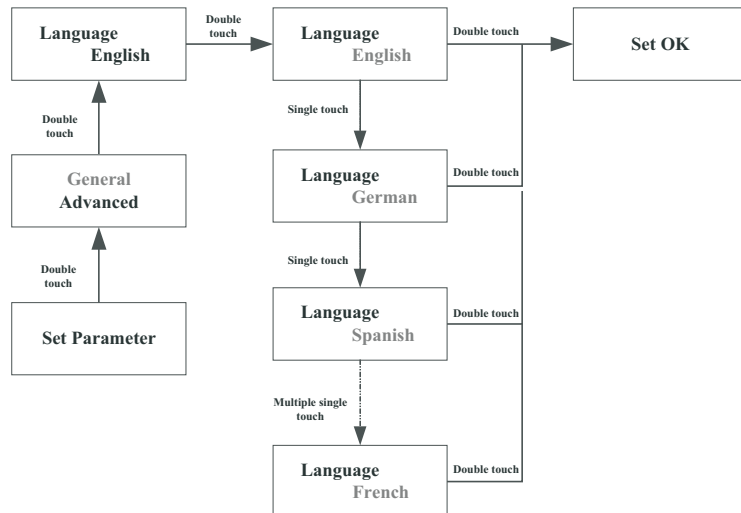 Language
English
Double
touch
Language
English
Double touch
Set OK
Double
touch
Single touch
General
Advanced
Language
German
Double touch
Double
touch
Single touch
Set Parameter
Language
Spanish
Double touch
Multiple single
touch
Language
French
Double touch